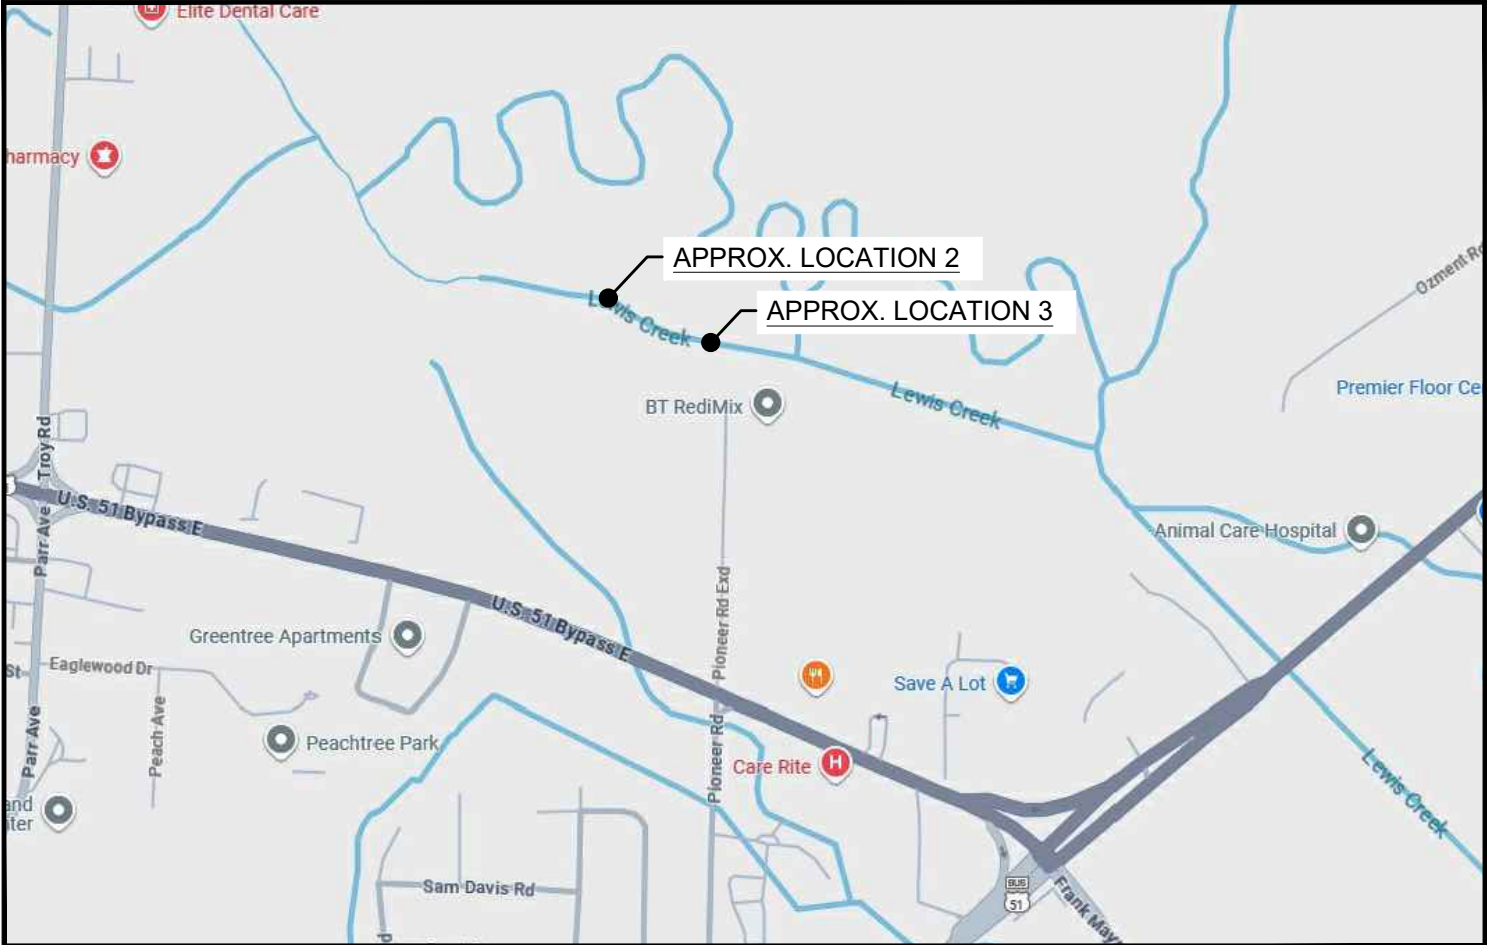 Elite Dental Care
harmacy
APPROX. LOCATION 2
APPROX. LOCATION 3
Lewis Creek
Lewis Creek
Ozment Rd
Premier Floor Ce
BT RediMix
Troy Rd
Parr Ave
U.S. 51 Bypass E
Animal Care Hospital
Pioneer Rd Exd
U.S. 51 Bypass E
Greentree Apartments
St
Eaglewood Dr
Save A Lot
Peach Ave
Parr Ave
Peachtree Park
Pioneer Rd
Care Rite
H
Lewis Creek
and
ter
Sam Davis Rd
BUS
51
Frank May